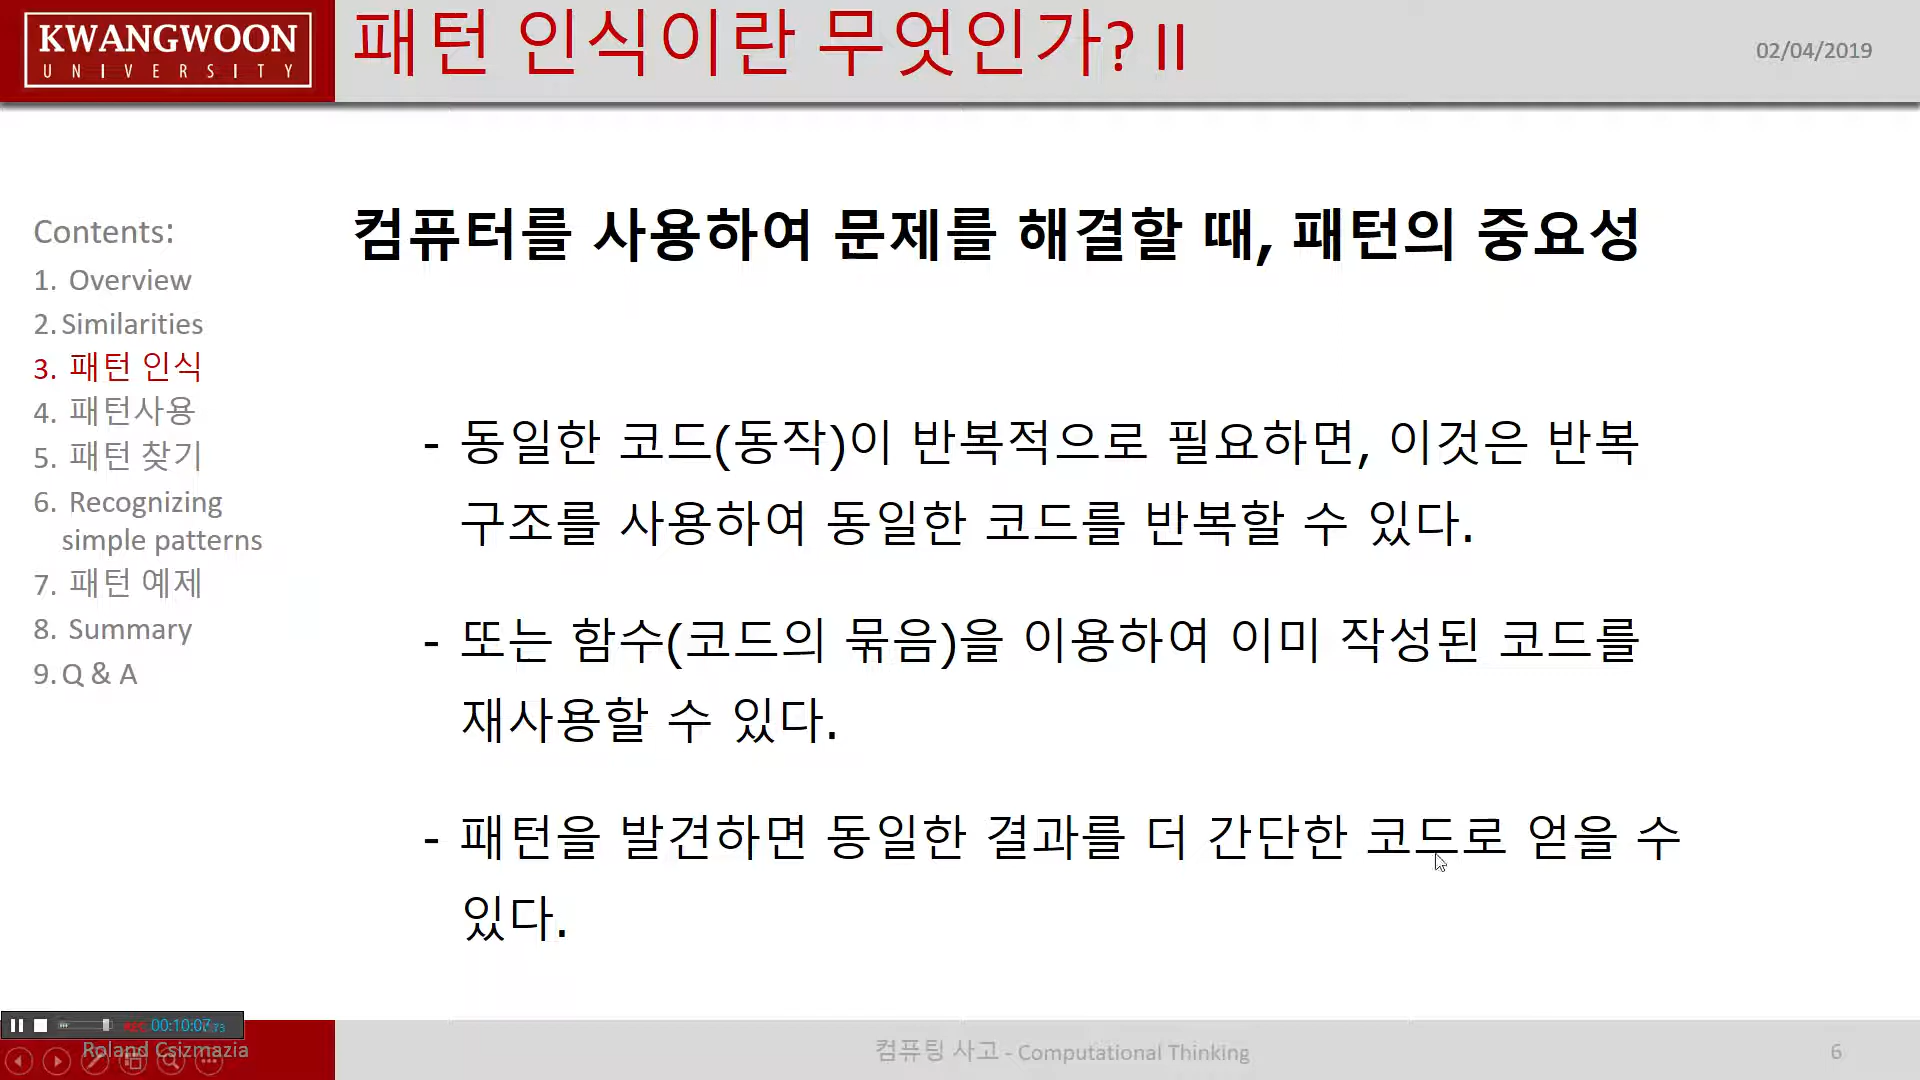 KWANGWOON
UNIVERSITY
패턴 인식이란 무엇인가? II
02/04/2019
Contents:
1. Overview
2. Similarities
3. 패턴 인식
4. 패턴사용
5. 패턴 찾기
6. Recognizing
simple patterns
7. 패턴 예제
8. Summary
9. Q & A
컴퓨터를 사용하여 문제를 해결할 때, 패턴의 중요성
- 동일한 코드(동작)이 반복적으로 필요하면, 이것은 반복
구조를 사용하여 동일한 코드를 반복할 수 있다.
- 또는 함수(코드의 묶음)을 이용하여 이미 작성된 코드를
재사용할 수 있다.
- 패턴을 발견하면 동일한 결과를 더 간단한 코드로 얻을 수
있다.
REC 00:10:07
Roland Csizmazia
컴퓨팅 사고 - Computational Thinking
6